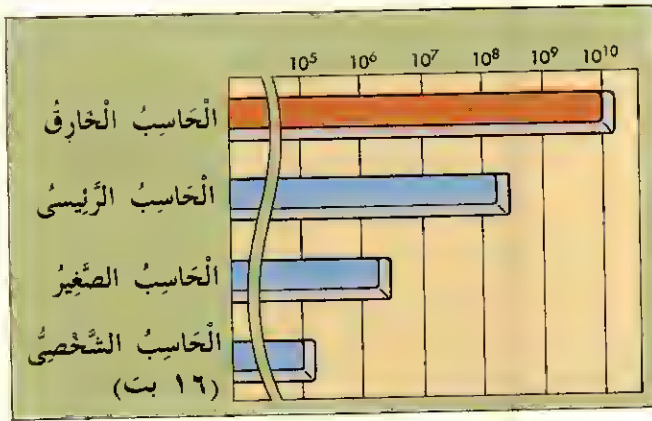 10⁵ 10⁶ 10⁷ 10⁸ 10⁹ 10¹⁰
الْحَاسِبُ الْخَارِقُ
الْحَاسِبُ الرَّئِيسىُ
الْحَاسِبُ الصَّغِيرُ
الْحَاسِبُ الشَّخْصِىُّ
(١٦ بت)